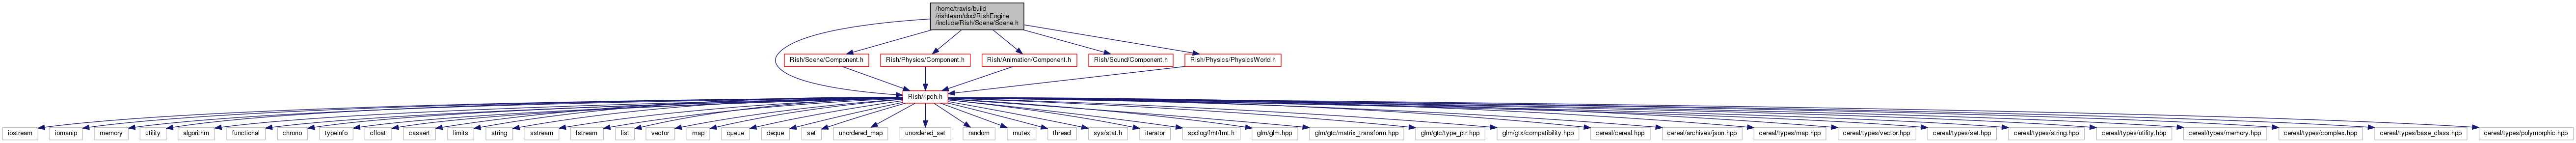 /home/travis/build
/rishteam/dod/RishEngine
/include/Rish/Scene/Scene.h
Rish/Scene/Component.h
Rish/Physics/Component.h
Rish/Animation/Component.h
Rish/Sound/Component.h
Rish/Physics/PhysicsWorld.h
Rish/rlpch.h
iostream
iomanip
memory
utility
algorithm
functional
chrono
typeinfo
cfloat
cassert
limits
string
sstream
fstream
list
vector
map
queue
deque
set
unordered_map
unordered_set
random
mutex
thread
sys/stat.h
iterator
spdlog/fmt/fmt.h
glm/glm.hpp
glm/gtc/matrix_transform.hpp
glm/gtc/type_ptr.hpp
glm/gtx/compatibility.hpp
cereal/cereal.hpp
cereal/archives/json.hpp
cereal/types/map.hpp
cereal/types/vector.hpp
cereal/types/set.hpp
cereal/types/string.hpp
cereal/types/utility.hpp
cereal/types/memory.hpp
cereal/types/complex.hpp
cereal/types/base_class.hpp
cereal/types/polymorphic.hpp